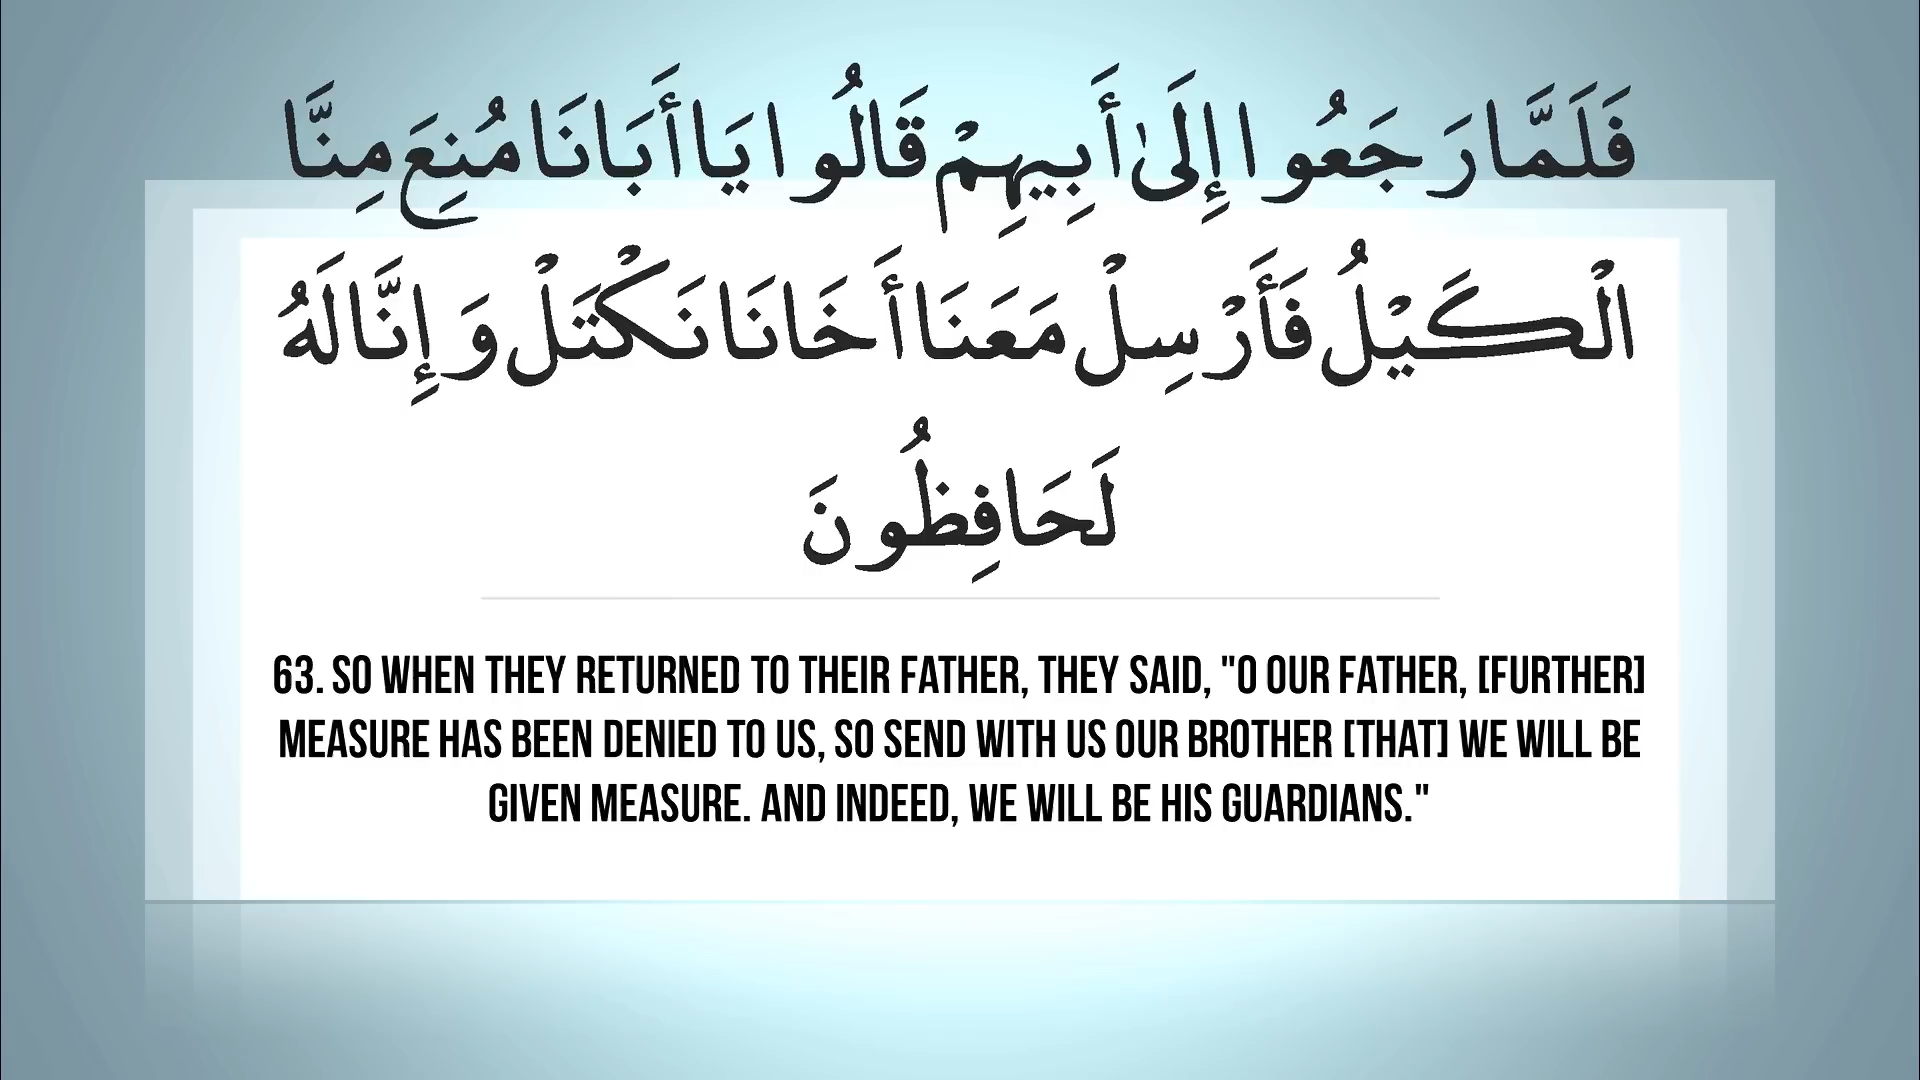 فَلَمَّا رَجَعُوا إِلَىٰ أَبِيهِمْ قَالُوا يَا أَبَانَا مُنِعَ مِنَّا
الْكَيْلُ فَأَرْسِلْ مَعَنَا أَخَانَا نَكْتَلْ وَإِنَّا لَهُ
لَحَافِظُونَ
63. SO WHEN THEY RETURNED TO THEIR FATHER, THEY SAID, "O OUR FATHER, [FURTHER]
MEASURE HAS BEEN DENIED TO US, SO SEND WITH US OUR BROTHER [THAT] WE WILL BE
GIVEN MEASURE. AND INDEED, WE WILL BE HIS GUARDIANS."